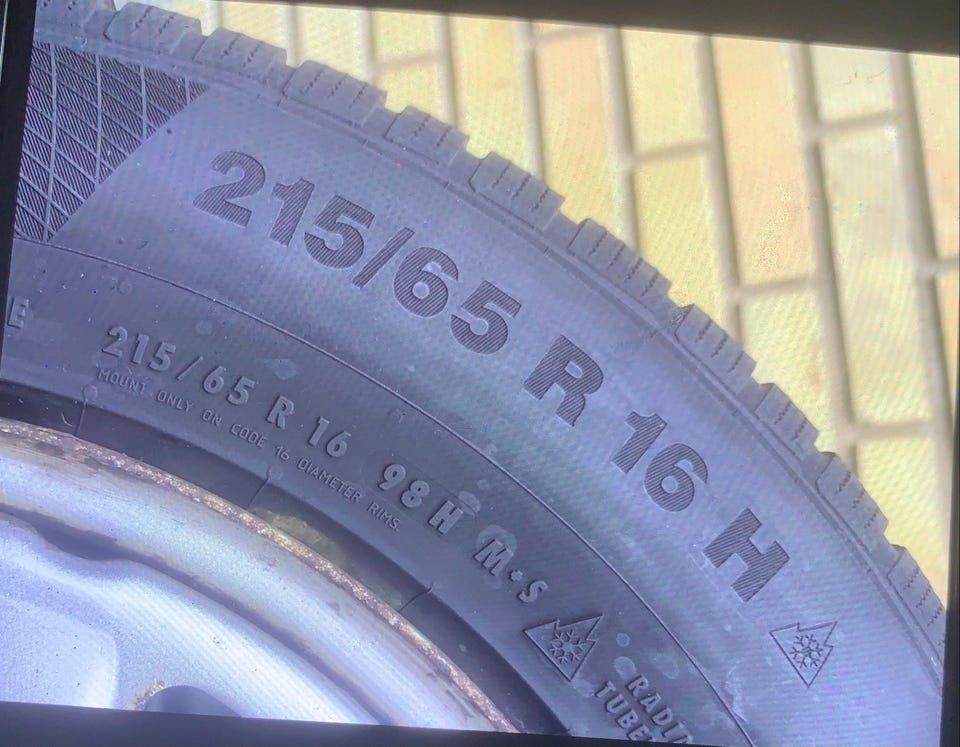 215/65 R 16 H
215/65 R 16 98 H M+S
MOUNT ONLY ON CODE 16 DIAMETER RIMS